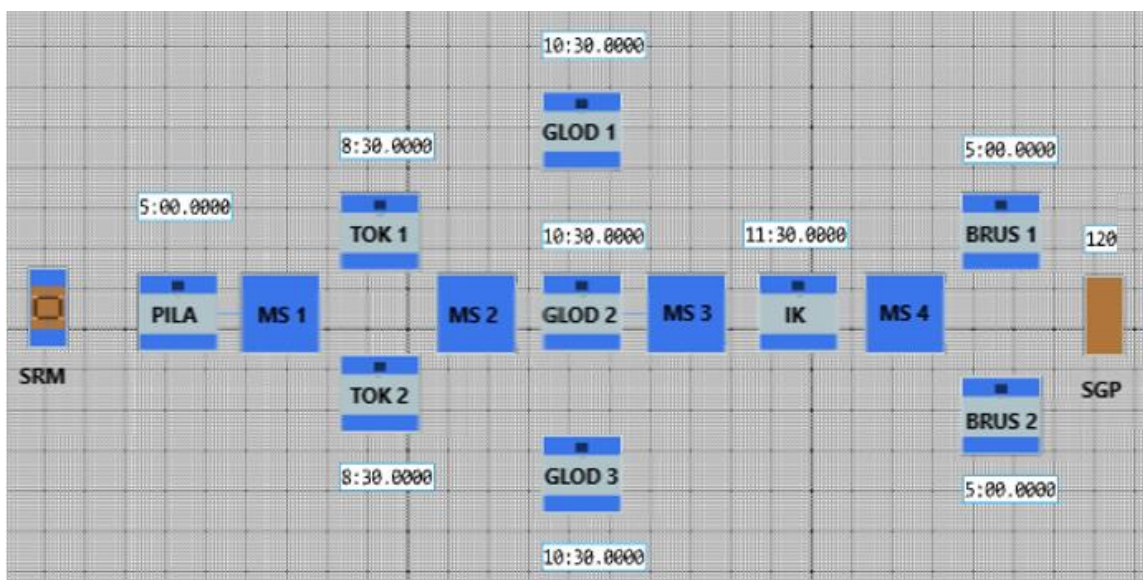 10:30.0000
GLOD 1
8:30.0000
5:00.0000
5:00.0000
TOK 1
10:30.0000
11:30.0000
BRUS 1
120
PILA
MS 1
MS 2
GLOD 2
MS 3
IK
MS 4
SRM
TOK 2
SGP
BRUS 2
8:30.0000
GLOD 3
5:00.0000
10:30.0000